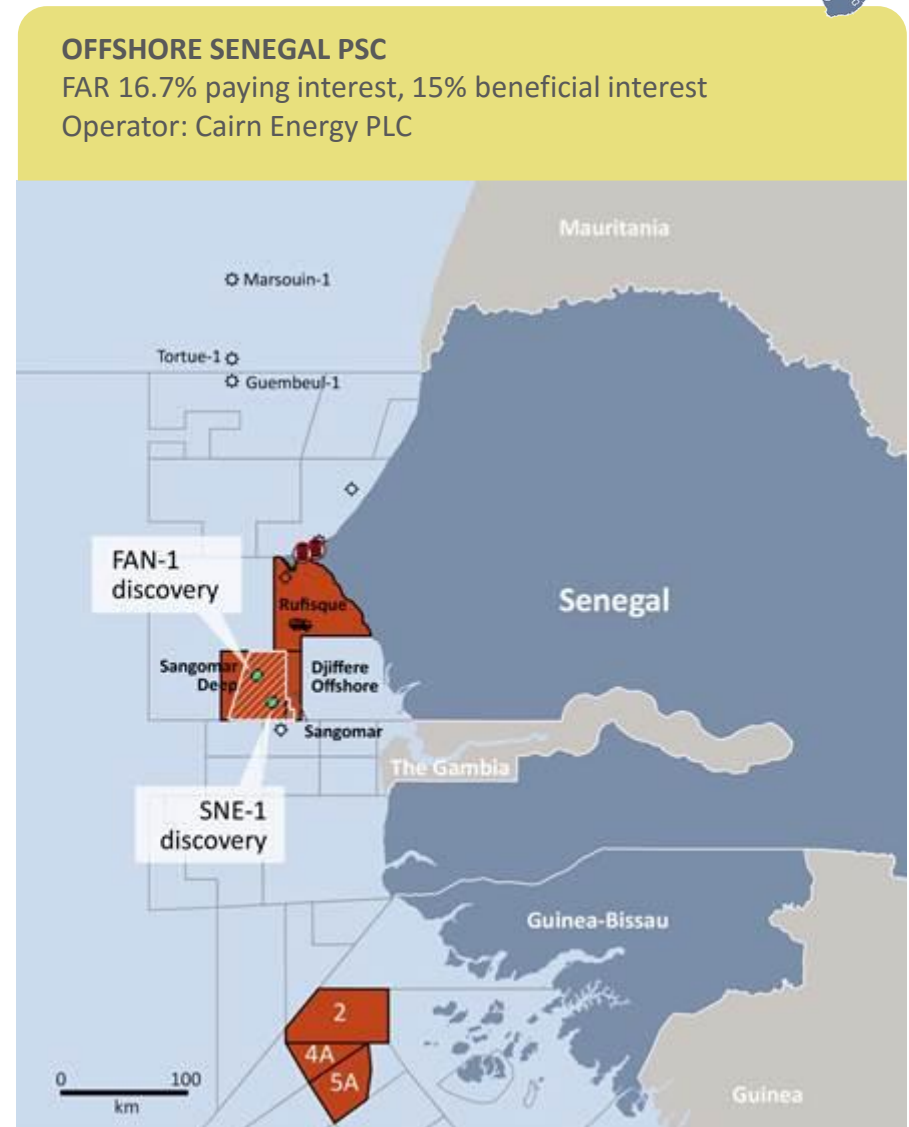 OFFSHORE SENEGAL PSC
FAR 16.7% paying interest, 15% beneficial interest
Operator: Cairn Energy PLC
Mauritania
Marsouin-1
Tortue-1
Guembeul-1
FAN-1
discovery
Rufisque
Senegal
Sangomar
Deep
Djiffere
Offshore
Sangomar
The Gambia
SNE-1
discovery
Guinea-Bissau
2
4A
5A
0 100
km
Guinea